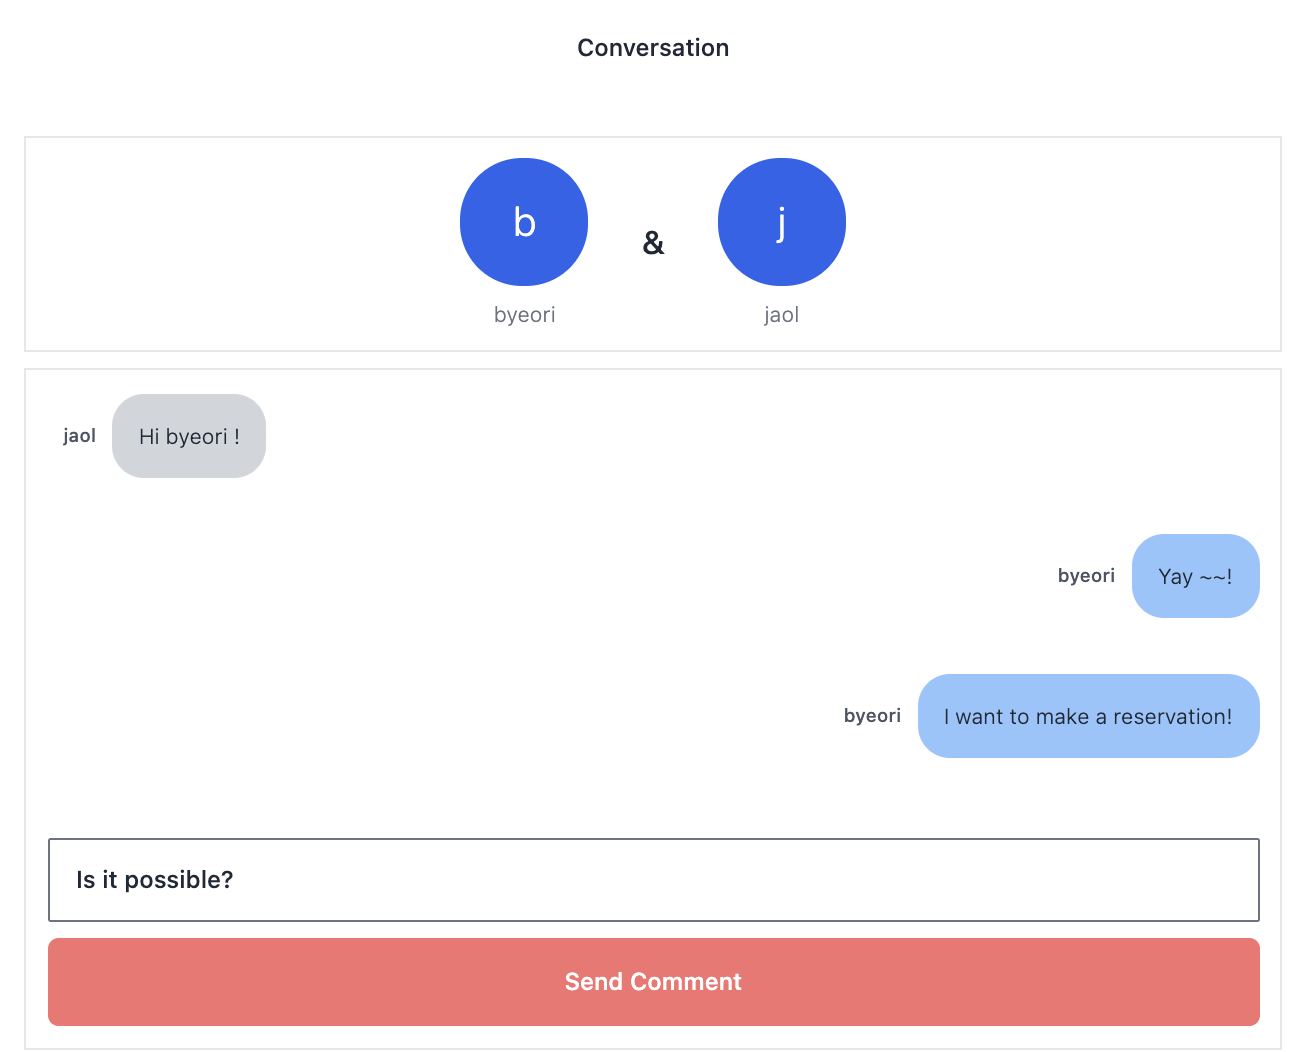 Conversation
b
&
j
byeori
jaol
jaol
Hi byeori !
byeori
Yay ~~!
byeori
I want to make a reservation!
Is it possible?
Send Comment